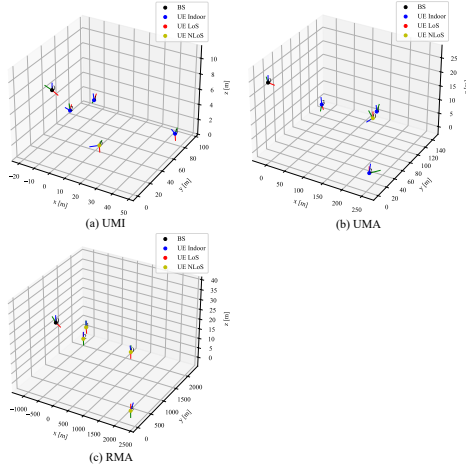 BS
UE Indoor
UE LoS
UE NLoS
10
8
6
4
2
0
z [m]
−20
−10
0
10
20
30
40
50
x [m]
0
20
40
60
80
100
y [m]
(a) UMI
BS
UE Indoor
UE LoS
UE NLoS
25
20
15
10
5
0
0
50
100
150
200
250
x [m]
0
20
40
60
80
100
120
140
y [m]
(b) UMA
BS
UE Indoor
UE LoS
UE NLoS
40
35
30
25
20
15
10
5
0
z [m]
−1000
−500
0
500
1000
1500
2000
2500
x [m]
0
500
1000
1500
2000
y [m]
(c) RMA